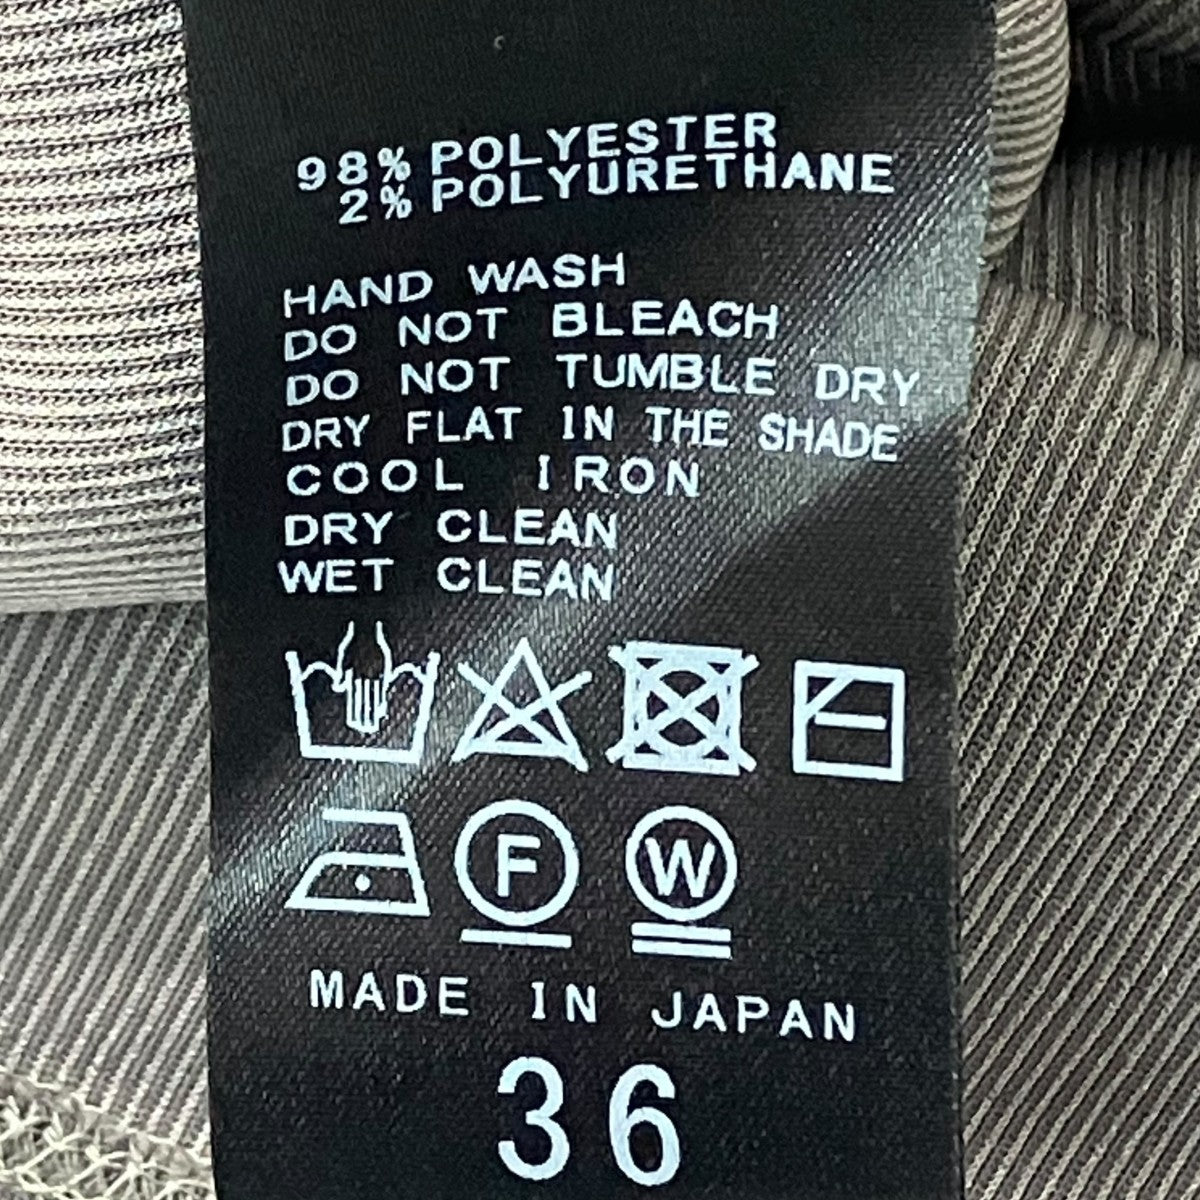 98% POLYESTER
2% POLYURETHANE
HAND WASH
DO NOT BLEACH
DO NOT TUMBLE DRY
DRY FLAT IN THE SHADE
COOL IRON
DRY CLEAN
WET CLEAN
F W
MADE IN JAPAN
36